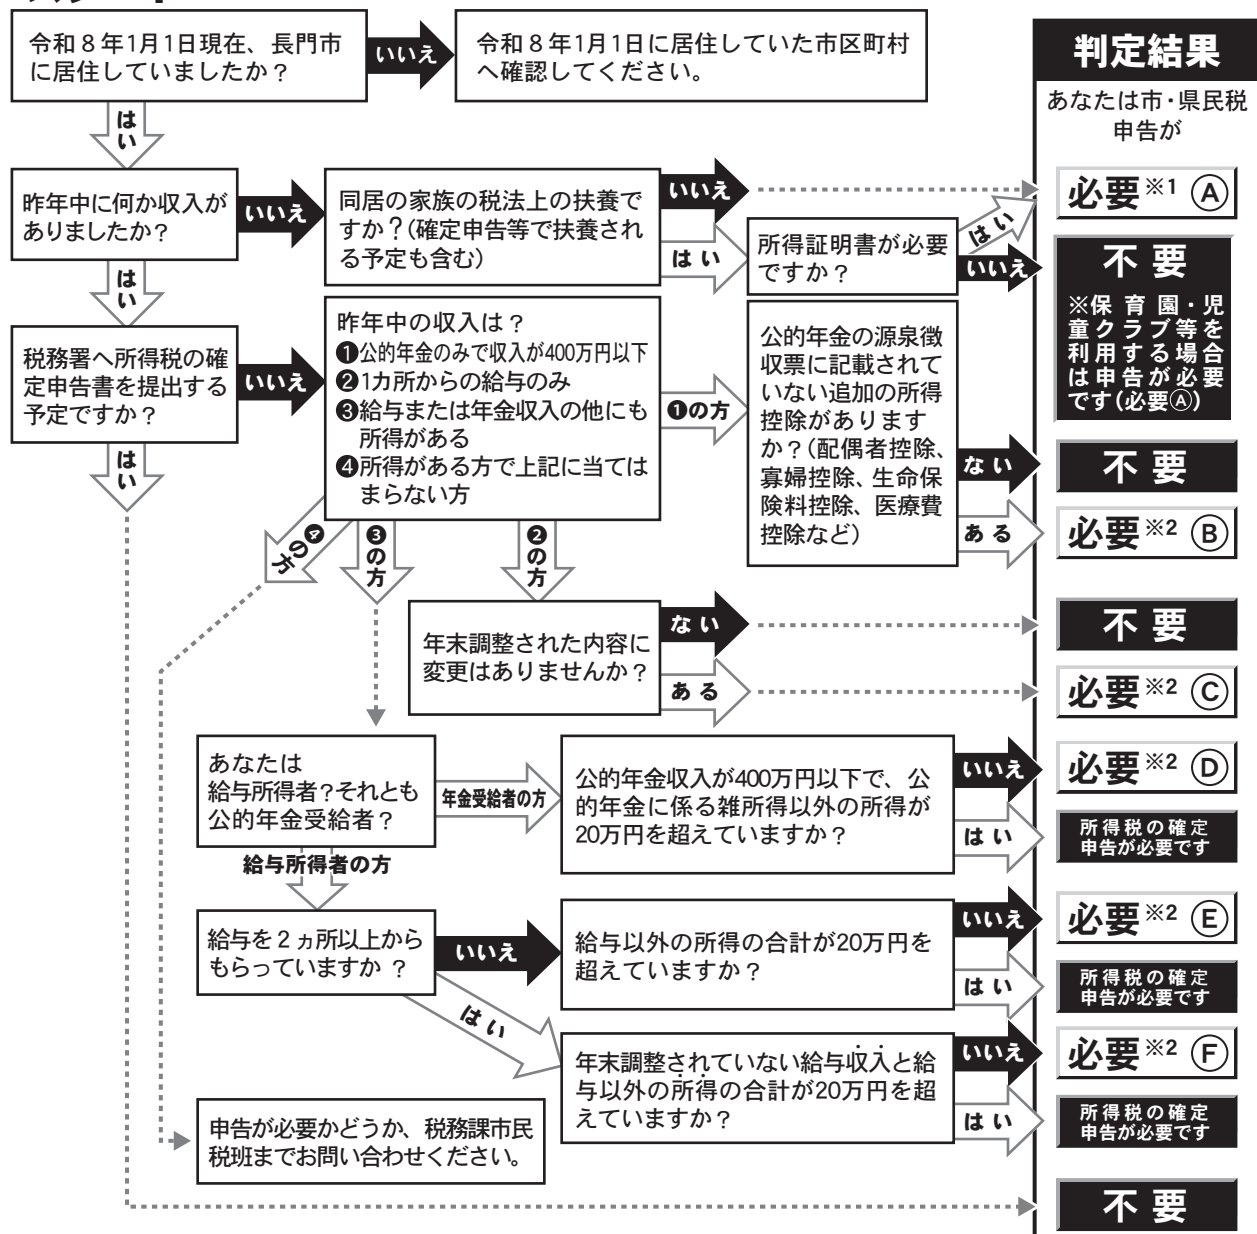 令和８年1月1日現在、長門市
に居住していましたか？
いいえ
令和８年1月1日に居住していた市区町村
へ確認してください。
判定結果
あなたは市・県民税
申告が
はい
昨年中に何か収入が
ありましたか？
いいえ
同居の家族の税法上の扶養で
すか？(確定申告等で扶養され
る予定も含む)
いいえ
はい
所得証明書が必要
ですか？
はい
いいえ
必要※1 Ⓐ
不要
※保育園・児
童クラブ等を
利用する場合
は申告が必要
です(必要Ⓐ)
はい
税務署へ所得税の確
定申告書を提出する
予定ですか？
いいえ
昨年中の収入は？
❶公的年金のみで収入が400万円以下
❷1カ所からの給与のみ
❸給与または年金収入の他にも
所得がある
❹所得がある方で上記に当ては
まらない方
❶の方
公的年金の源泉徴
収票に記載されて
いない追加の所得
控除があります
か？(配偶者控除、
寡婦控除、生命保
険料控除、医療費
控除など)
ない
不要
ある
必要※2 Ⓑ
はい
❹の方
❸の方
❷の方
年末調整された内容に
変更はありませんか？
ない
不要
ある
必要※2 Ⓒ
あなたは
給与所得者？それとも
公的年金受給者？
年金受給者の方
公的年金収入が400万円以下で、公
的年金に係る雑所得以外の所得が
20万円を超えていますか？
いいえ
必要※2 Ⓓ
はい
所得税の確定
申告が必要です
給与所得者の方
給与を２ヵ所以上から
もらっていますか？
いいえ
給与以外の所得の合計が20万円を
超えていますか？
いいえ
必要※2 Ⓔ
はい
所得税の確定
申告が必要です
はい
年末調整されていない給与収入と給
与以外の所得の合計が20万円を超
えていますか？
いいえ
必要※2 Ⓕ
はい
所得税の確定
申告が必要です
申告が必要かどうか、税務課市民
税班までお問い合わせください。
不要